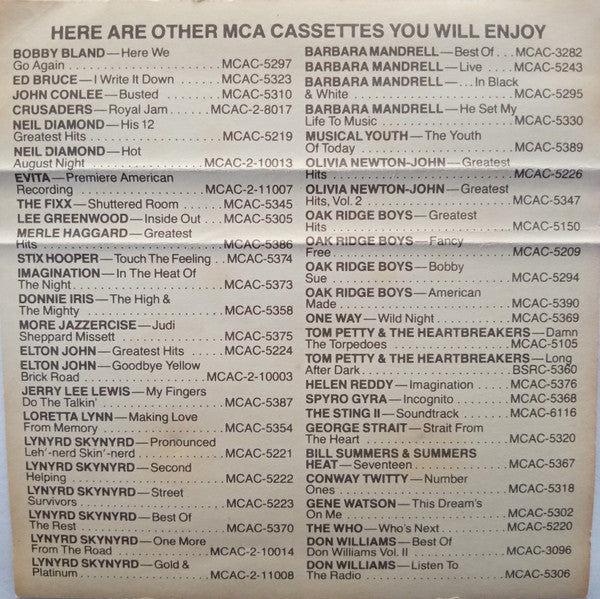 HERE ARE OTHER MCA CASSETTES YOU WILL ENJOY
BOBBY BLAND—Here We
Go Again . . . . . . . . . . . . . . . . . . . MCAC-5297
ED BRUCE—I Write It Down . . . . . MCAC-5323
JOHN CONLEE—Busted . . . . . . . . MCAC-5310
CRUSADERS—Royal Jam . . . . . MCAC-2-8017
NEIL DIAMOND—His 12
Greatest Hits . . . . . . . . . . . . . . . . MCAC-5219
NEIL DIAMOND—Hot
August Night . . . . . . . . . . . . . MCAC-2-10013
EVITA—Premiere American
Recording . . . . . . . . . . . . . . . MCAC-2-11007
THE FIXX—Shuttered Room . . . . MCAC-5345
LEE GREENWOOD—Inside Out . . MCAC-5305
MERLE HAGGARD—Greatest
Hits . . . . . . . . . . . . . . . . . . . . . . . MCAC-5386
STIX HOOPER—Touch The Feeling . . MCAC-5374
IMAGINATION—In The Heat Of
The Night . . . . . . . . . . . . . . . . . . . MCAC-5373
DONNIE IRIS—The High &
The Mighty . . . . . . . . . . . . . . . . . . MCAC-5358
MORE JAZZERCISE—Judi
Sheppard Missett . . . . . . . . . . . . MCAC-5375
ELTON JOHN—Greatest Hits . . . . MCAC-5224
ELTON JOHN—Goodbye Yellow
Brick Road . . . . . . . . . . . . . . . MCAC-2-10003
JERRY LEE LEWIS—My Fingers
Do The Talkin' . . . . . . . . . . . . . . . MCAC-5387
LORETTA LYNN—Making Love
From Memory . . . . . . . . . . . . . . . MCAC-5354
LYNYRD SKYNYRD—Pronounced
Leh'-nerd Skin'-nerd . . . . . . . . . . MCAC-5221
LYNYRD SKYNYRD—Second
Helping . . . . . . . . . . . . . . . . . . . . MCAC-5222
LYNYRD SKYNYRD—Street
Survivors . . . . . . . . . . . . . . . . . . . MCAC-5223
LYNYRD SKYNYRD—Best Of
The Rest . . . . . . . . . . . . . . . . . . . MCAC-5370
LYNYRD SKYNYRD—One More
From The Road . . . . . . . . . . . . MCAC-2-10014
LYNYRD SKYNYRD—Gold &
Platinum . . . . . . . . . . . . . . . . . MCAC-2-11008
BARBARA MANDRELL—Best Of . . . MCAC-3282
BARBARA MANDRELL—Live . . . . MCAC-5243
BARBARA MANDRELL—. . . In Black
& White . . . . . . . . . . . . . . . . . . . . MCAC-5295
BARBARA MANDRELL—He Set My
Life To Music . . . . . . . . . . . . . . . . MCAC-5330
MUSICAL YOUTH—The Youth
Of Today . . . . . . . . . . . . . . . . . . . MCAC-5389
OLIVIA NEWTON-JOHN—Greatest
Hits . . . . . . . . . . . . . . . . . . . . . . . MCAC-5226
OLIVIA NEWTON-JOHN—Greatest
Hits, Vol. 2 . . . . . . . . . . . . . . . . . . MCAC-5347
OAK RIDGE BOYS—Greatest
Hits . . . . . . . . . . . . . . . . . . . . . . . MCAC-5150
OAK RIDGE BOYS—Fancy
Free . . . . . . . . . . . . . . . . . . . . . . . MCAC-5209
OAK RIDGE BOYS—Bobby
Sue . . . . . . . . . . . . . . . . . . . . . . . MCAC-5294
OAK RIDGE BOYS—American
Made . . . . . . . . . . . . . . . . . . . . . . MCAC-5390
ONE WAY—Wild Night . . . . . . . . . MCAC-5369
TOM PETTY & THE HEARTBREAKERS—Damn
The Torpedoes . . . . . . . . . . . . . . MCAC-5105
TOM PETTY & THE HEARTBREAKERS—Long
After Dark . . . . . . . . . . . . . . . . . . BSRC-5360
HELEN REDDY—Imagination . . . . MCAC-5376
SPYRO GYRA—Incognito . . . . . . . MCAC-5368
THE STING II—Soundtrack . . . . . . MCAC-6116
GEORGE STRAIT—Strait From
The Heart . . . . . . . . . . . . . . . . . . MCAC-5320
BILL SUMMERS & SUMMERS
HEAT—Seventeen . . . . . . . . . . . . MCAC-5367
CONWAY TWITTY—Number
Ones . . . . . . . . . . . . . . . . . . . . . . MCAC-5318
GENE WATSON—This Dream's
On Me . . . . . . . . . . . . . . . . . . . . . MCAC-5302
THE WHO—Who's Next . . . . . . . . MCAC-5220
DON WILLIAMS—Best Of
Don Williams Vol. II . . . . . . . . . . . MCAC-3096
DON WILLIAMS—Listen To
The Radio . . . . . . . . . . . . . . . . . . MCAC-5306